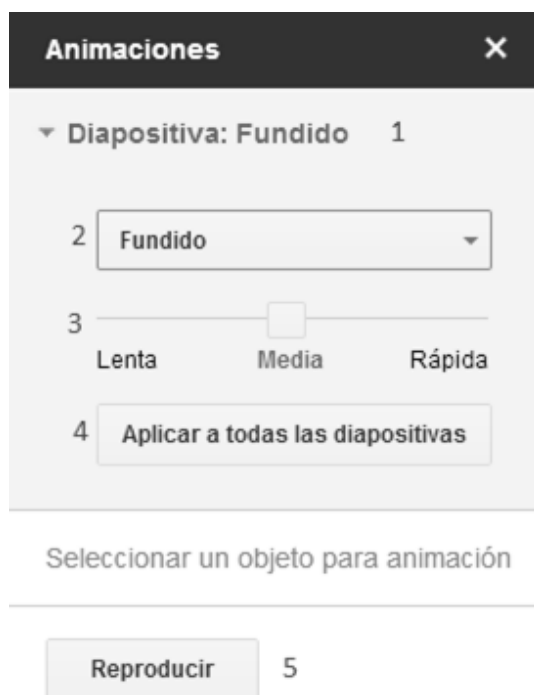 Animaciones ×
Diapositiva: Fundido 1
2 Fundido
3
Lenta Media Rápida
4 Aplicar a todas las diapositivas
Seleccionar un objeto para animación
Reproducir 5